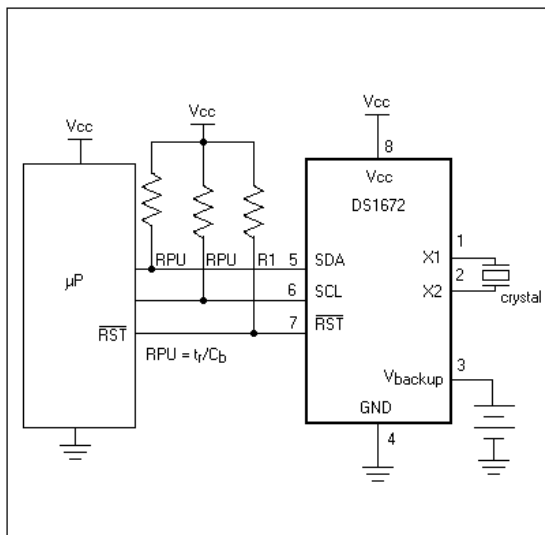 Vcc
Vcc
Vcc
8
Vcc
DS1672
RPU
RPU
R1
5
SDA
X1
1
µP
6
SCL
X2
2
crystal
RST
7
RST
RPU = tr/Cb
Vbackup
3
GND
4